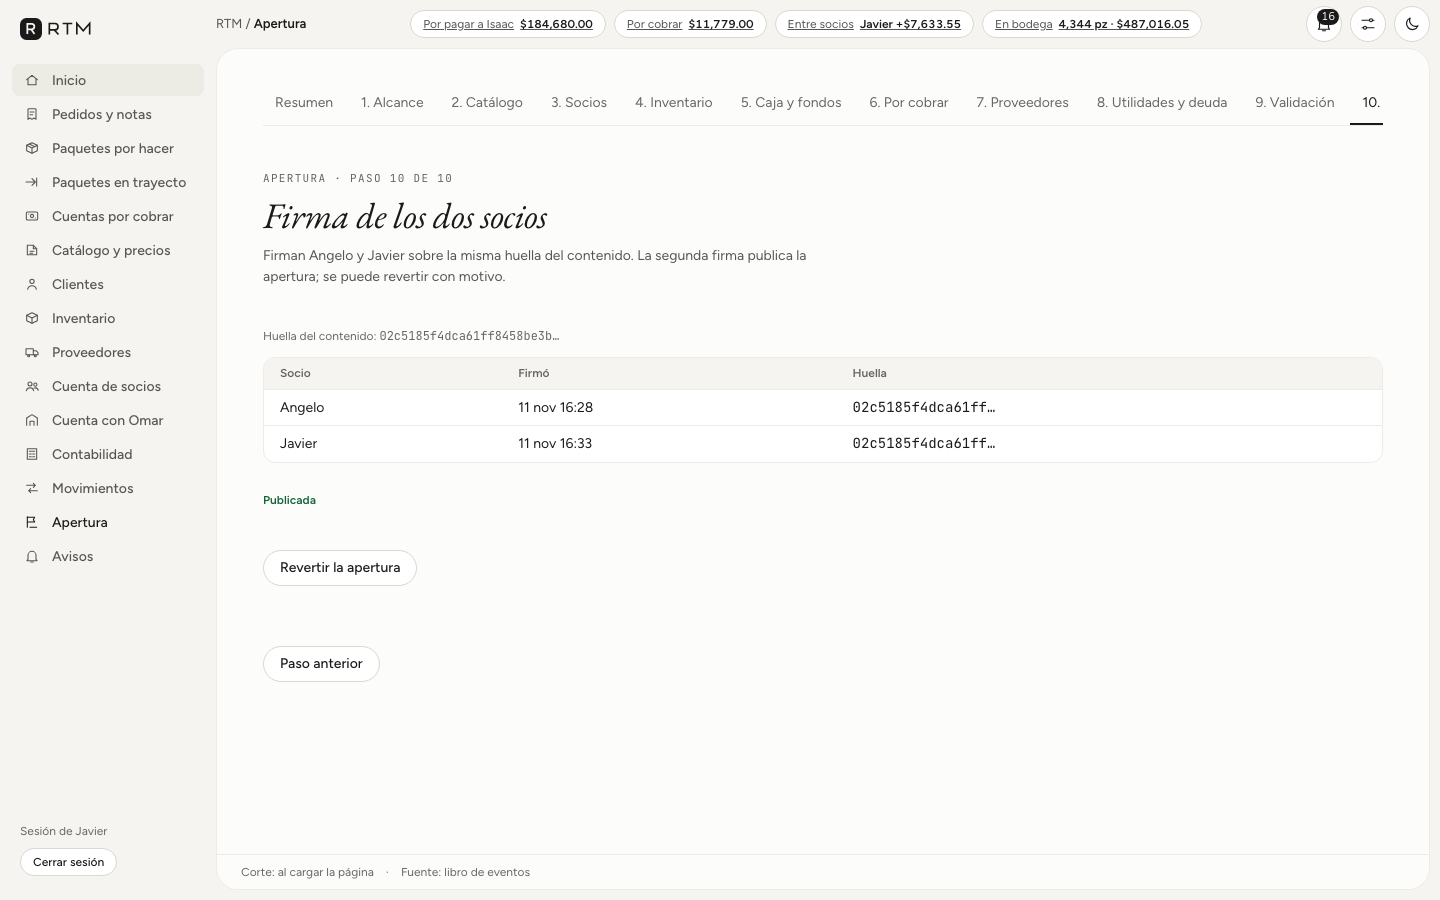 RTM
RTM / Apertura
Por pagar a Isaac $184,680.00
Por cobrar $11,779.00
Entre socios Javier +$7,633.55
En bodega 4,344 pz · $487,016.05
16
Inicio
Pedidos y notas
Paquetes por hacer
Paquetes en trayecto
Cuentas por cobrar
Catálogo y precios
Clientes
Inventario
Proveedores
Cuenta de socios
Cuenta con Omar
Contabilidad
Movimientos
Apertura
Avisos
Sesión de Javier
Cerrar sesión
Resumen 1. Alcance 2. Catálogo 3. Socios 4. Inventario 5. Caja y fondos 6. Por cobrar 7. Proveedores 8. Utilidades y deuda 9. Validación 10.
APERTURA · PASO 10 DE 10
Firma de los dos socios
Firman Angelo y Javier sobre la misma huella del contenido. La segunda firma publica la
apertura; se puede revertir con motivo.
Huella del contenido: 02c5185f4dca61ff8458be3b…
Socio Firmó Huella
Angelo 11 nov 16:28 02c5185f4dca61ff…
Javier 11 nov 16:33 02c5185f4dca61ff…
Publicada
Revertir la apertura
Paso anterior
Corte: al cargar la página · Fuente: libro de eventos